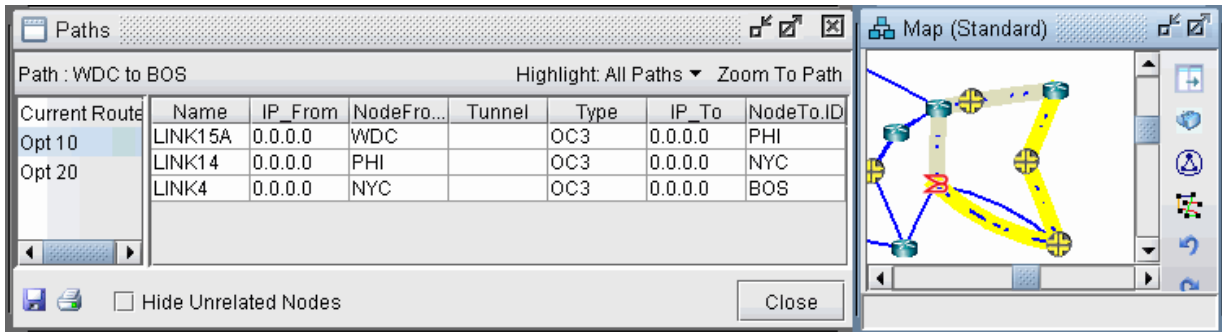 Paths
Path : WDC to BOS Highlight: All Paths Zoom To Path
Current Route
Opt 10
Opt 20
Name IP_From NodeFro... Tunnel Type IP_To NodeTo.ID
LINK15A 0.0.0.0 WDC OC3 0.0.0.0 PHI
LINK14 0.0.0.0 PHI OC3 0.0.0.0 NYC
LINK4 0.0.0.0 NYC OC3 0.0.0.0 BOS
Hide Unrelated Nodes
Close
Map (Standard)